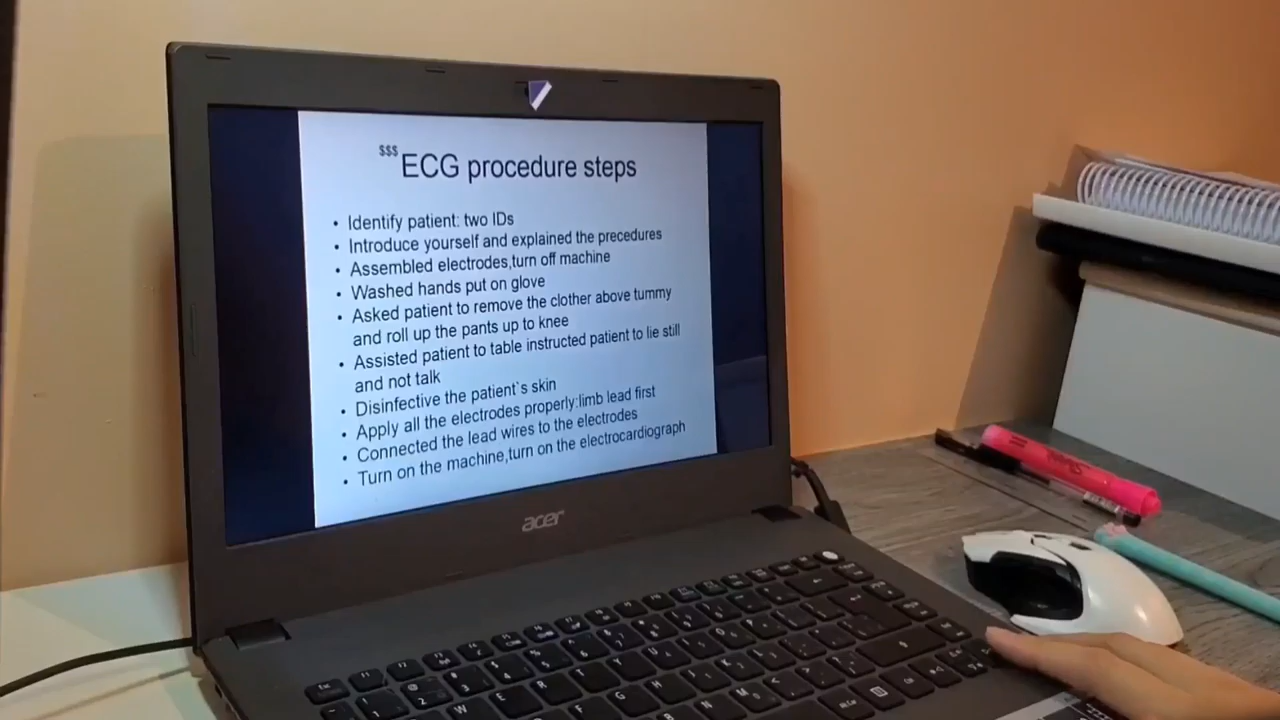 $$$ECG procedure steps
• Identify patient: two IDs
• Introduce yourself and explained the precedures
• Assembled electrodes,turn off machine
• Washed hands put on glove
• Asked patient to remove the clother above tummy
and roll up the pants up to knee
• Assisted patient to table instructed patient to lie still
and not talk
• Disinfective the patient`s skin
• Apply all the electrodes properly:limb lead first
• Connected the lead wires to the electrodes
• Turn on the machine,turn on the electrocardiograph
acer